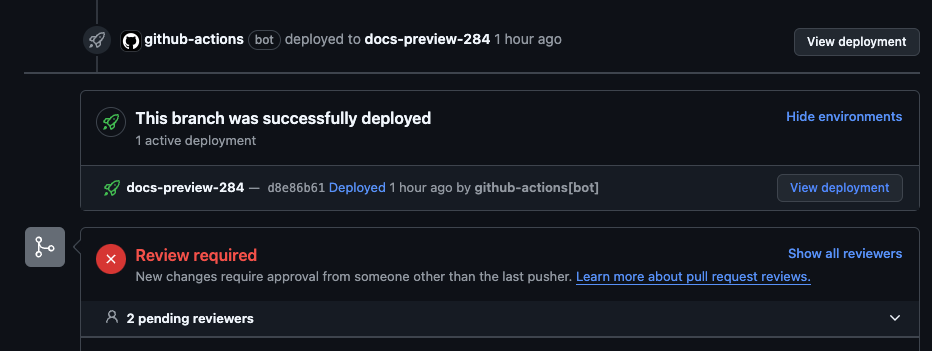 github-actions bot deployed to docs-preview-284 1 hour ago View deployment
This branch was successfully deployed Hide environments
1 active deployment
docs-preview-284 — d8e86b61 Deployed 1 hour ago by github-actions[bot] View deployment
Review required Show all reviewers
New changes require approval from someone other than the last pusher. Learn more about pull request reviews.
2 pending reviewers